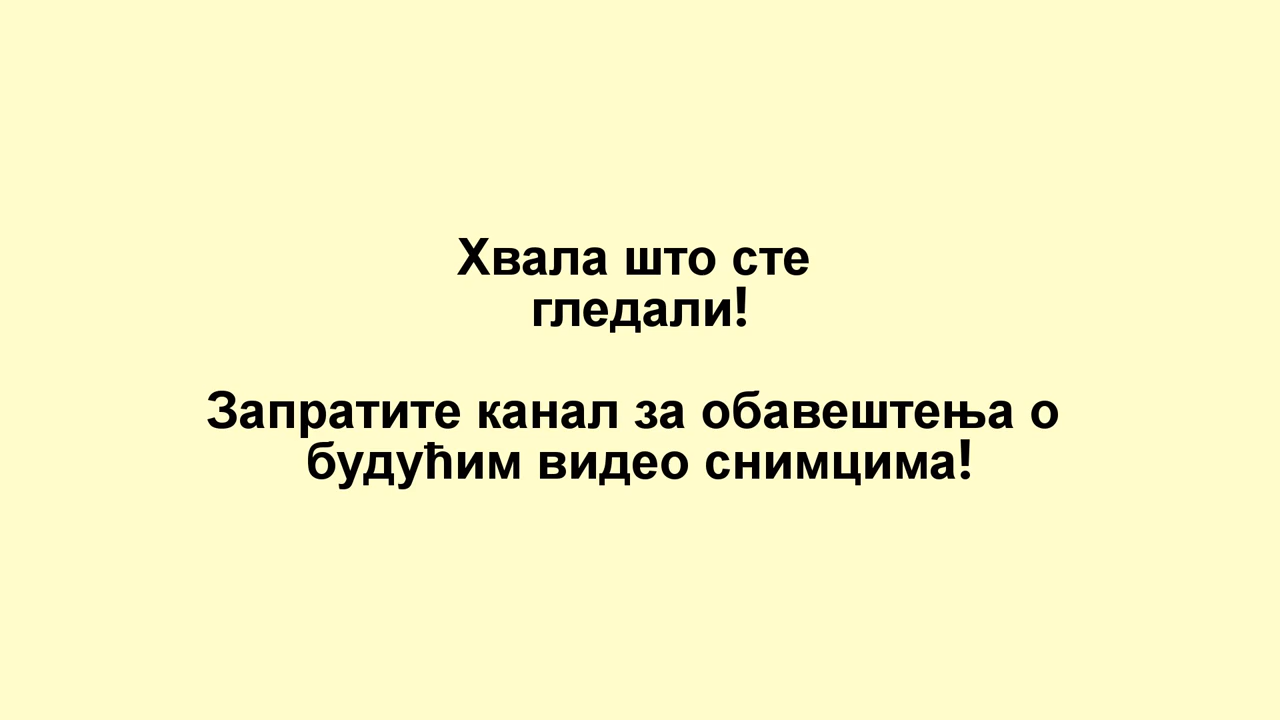 Хвала што сте
гледали!
Запратите канал за обавештења о
будућим видео снимцима!